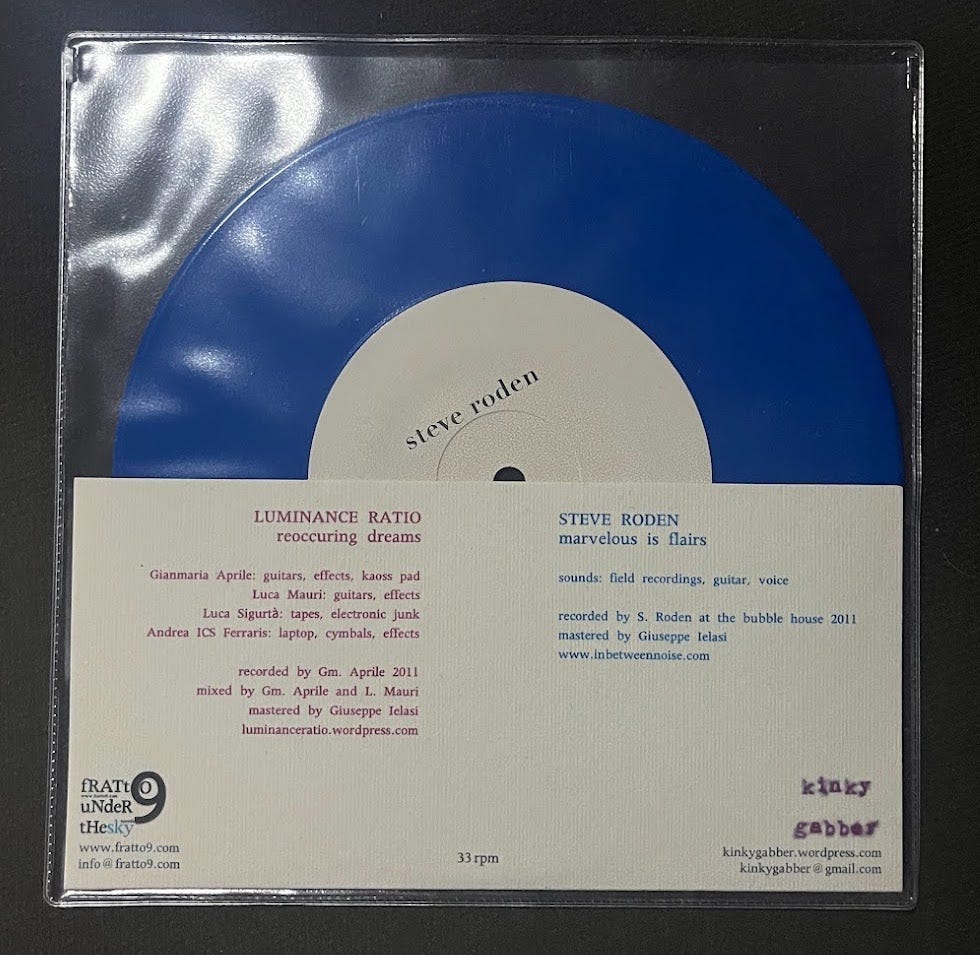 steve roden
LUMINANCE RATIO
reoccuring dreams
Gianmaria Aprile: guitars, effects, kaoss pad
Luca Mauri: guitars, effects
Luca Sigurtà: tapes, electronic junk
Andrea ICS Ferraris: laptop, cymbals, effects
recorded by Gm. Aprile 2011
mixed by Gm. Aprile and L. Mauri
mastered by Giuseppe Ielasi
luminanceratio.wordpress.com
STEVE RODEN
marvelous is flairs
sounds: field recordings, guitar, voice
recorded by S. Roden at the bubble house 2011
mastered by Giuseppe Ielasi
www.inbetweennoise.com
fRATtO9
uNdeR
tHesky
www.fratto9.com
info@fratto9.com
33rpm
kinky
gabber
kinkygabber.wordpress.com
kinkygabber@gmail.com